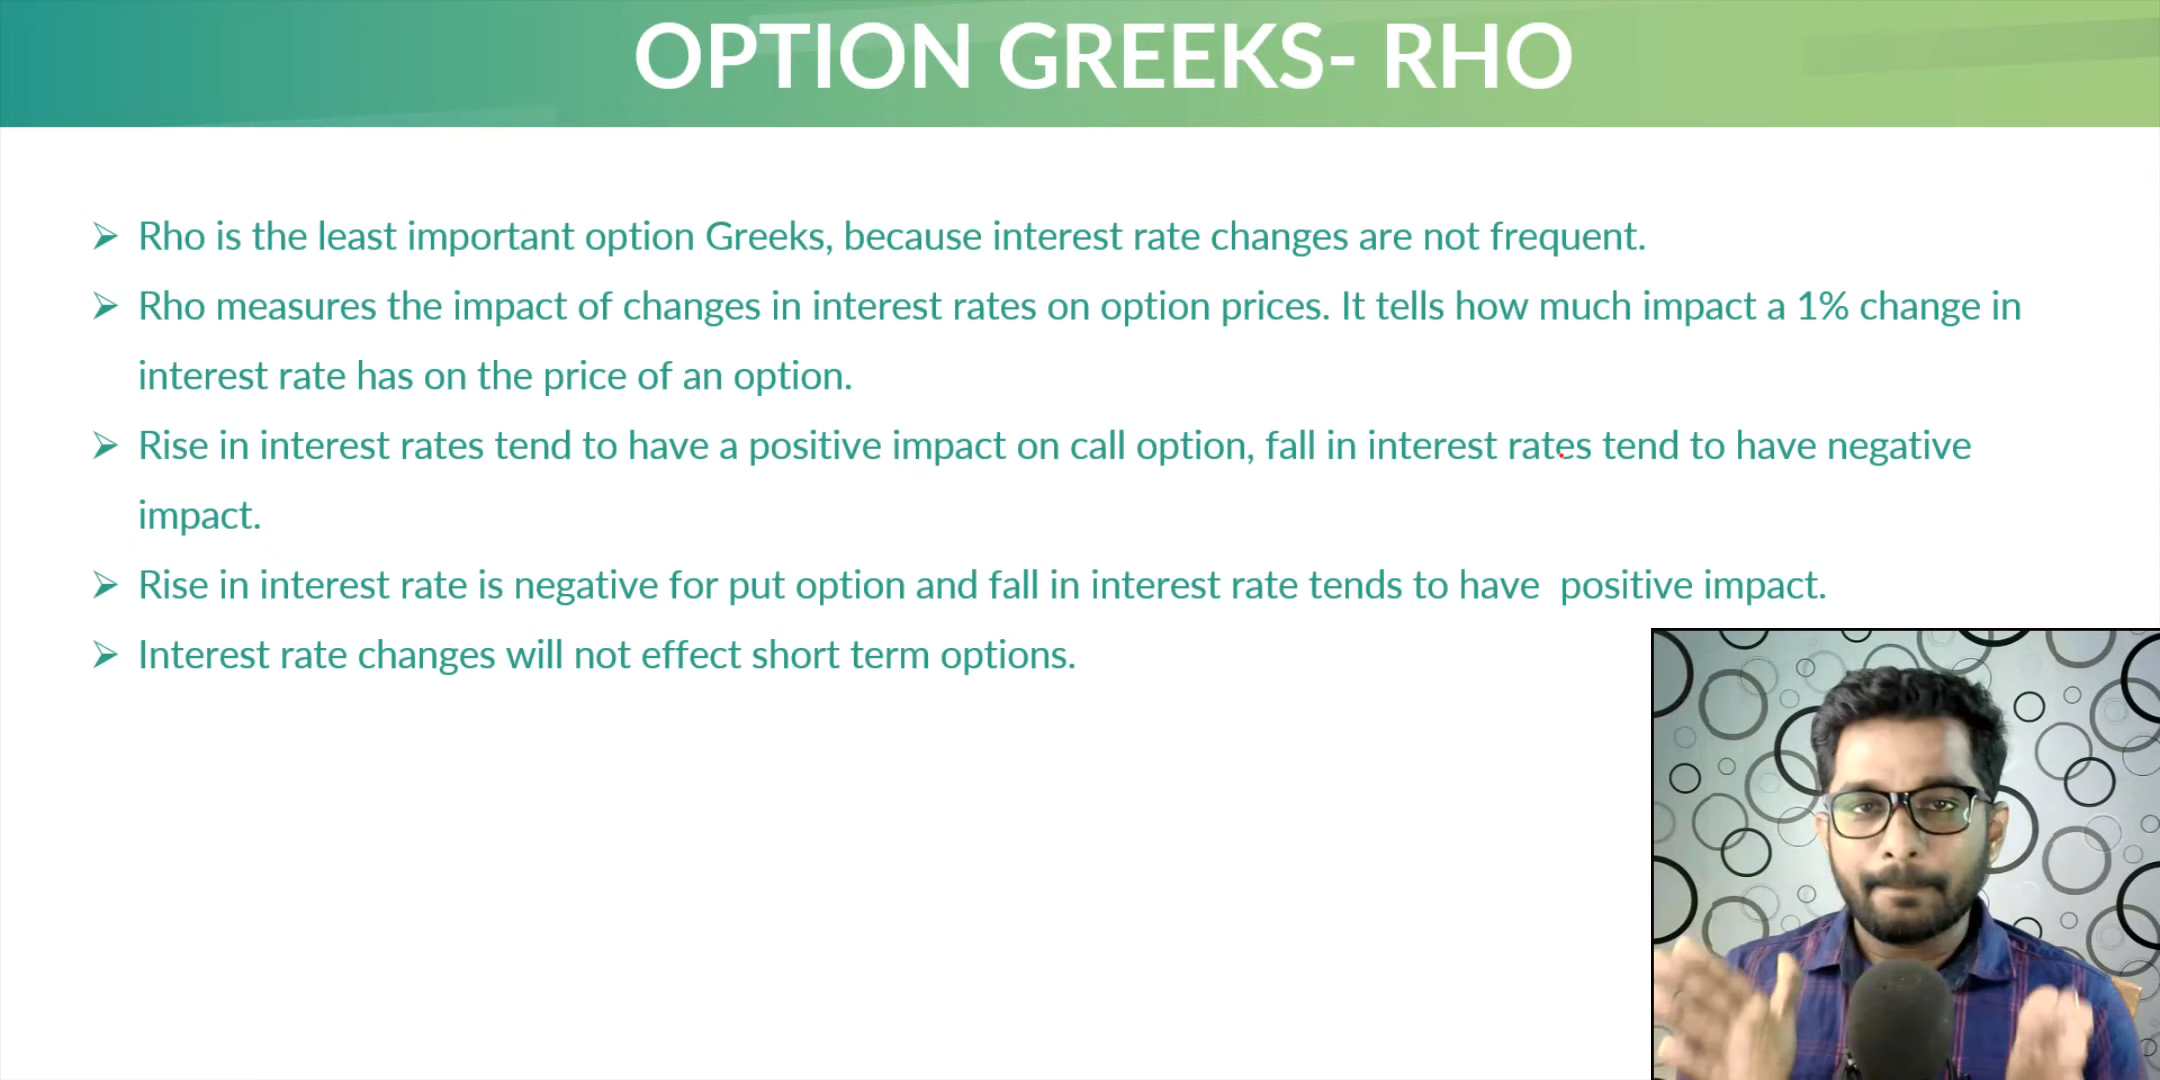 OPTION GREEKS- RHO
➢ Rho is the least important option Greeks, because interest rate changes are not frequent.
➢ Rho measures the impact of changes in interest rates on option prices. It tells how much impact a 1% change in
interest rate has on the price of an option.
➢ Rise in interest rates tend to have a positive impact on call option, fall in interest rates tend to have negative
impact.
➢ Rise in interest rate is negative for put option and fall in interest rate tends to have  positive impact.
➢ Interest rate changes will not effect short term options.